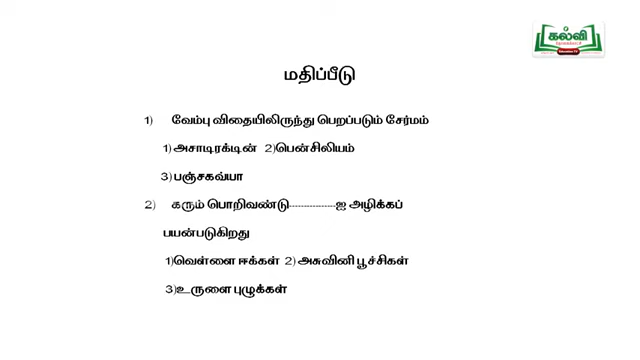 கல்வி
மதிப்பீடு
1) வேம்பு விதையிலிருந்து பெறப்படும் சேர்மம்
1) அசாடிரக்டின் 2)பென்சிலியம்
3) பஞ்சகவ்யா
2) கரும் பொறிவண்டு---------------ஐ அழிக்கப்
பயன்படுகிறது
1)வெள்ளை ஈக்கள் 2) அசுவினி பூச்சிகள்
3)உருளை புழுக்கள்